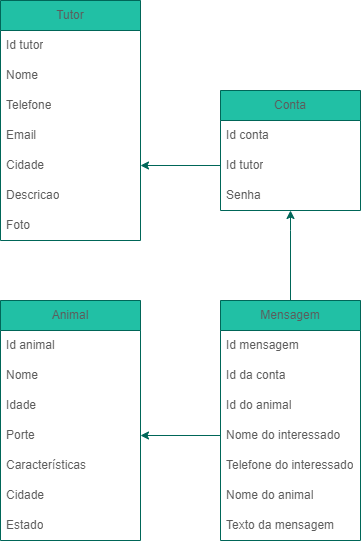 Tutor
Id tutor
Nome
Telefone
Email
Cidade
Descricao
Foto
Conta
Id conta
Id tutor
Senha
Animal
Id animal
Nome
Idade
Porte
Características
Cidade
Estado
Mensagem
Id mensagem
Id da conta
Id do animal
Nome do interessado
Telefone do interessado
Nome do animal
Texto da mensagem